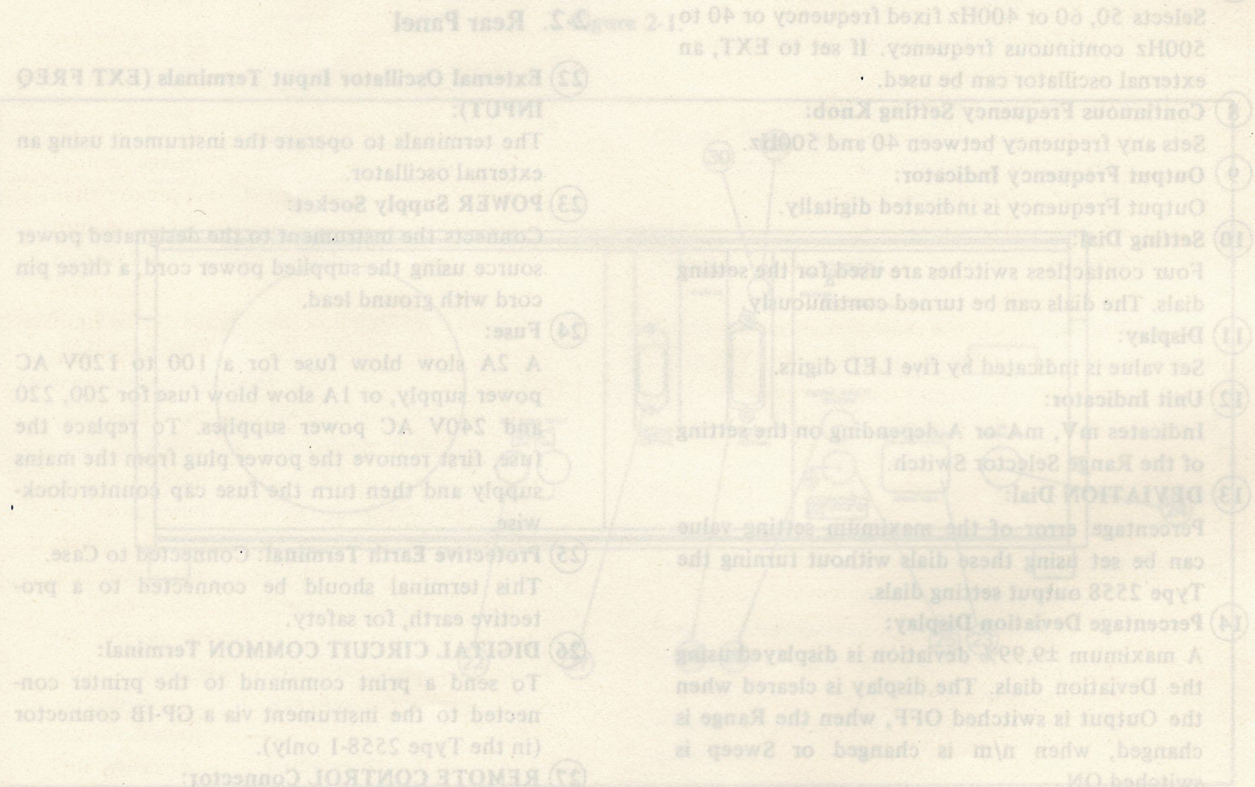 Selects 50, 60 or 400Hz fixed frequency or 40 to
500Hz continuous frequency. If set to EXT, an
external oscillator can be used.
8 Continuous Frequency Setting Knob:
Sets any frequency between 40 and 500Hz.
9 Output Frequency Indicator:
Output Frequency is indicated digitally.
10 Setting Dial:
Four contactless switches are used for the setting
dials. The dials can be turned continuously.
11 Display:
Set value is indicated by five LED digits.
12 Unit Indicator:
Indicates mV, mA or A depending on the setting
of the Range Selector Switch.
13 DEVIATION Dial:
Percentage error of the maximum setting value
can be set using these dials without turning the
Type 2558 output setting dials.
14 Percentage Deviation Display:
A maximum ±9.99% deviation is displayed using
the Deviation dials. The display is cleared when
the Output is switched OFF, when the Range is
changed, when n/m is changed or Sweep is
switched ON.
2-2. Rear Panel
22 External Oscillator Input Terminals (EXT FREQ
INPUT):
The terminals to operate the instrument using an
external oscillator.
23 POWER Supply Socket:
Connects the instrument to the designated power
source using the supplied power cord, a three pin
cord with ground lead.
24 Fuse:
A 2A slow blow fuse for a 100 to 120V AC
power supply, or 1A slow blow fuse for 200, 220
and 240V AC power supplies. To replace the
fuse, first remove the power plug from the mains
supply and then turn the fuse cap counterclock-
wise.
25 Protective Earth Terminal: Connected to Case.
This terminal should be connected to a pro-
tective earth, for safety.
26 DIGITAL CIRCUIT COMMON Terminal:
To send a print command to the printer con-
nected to the instrument via a GP-IB connector
(in the Type 2558-1 only).
27 REMOTE CONTROL Connector:
Figure 2-1.
30
22